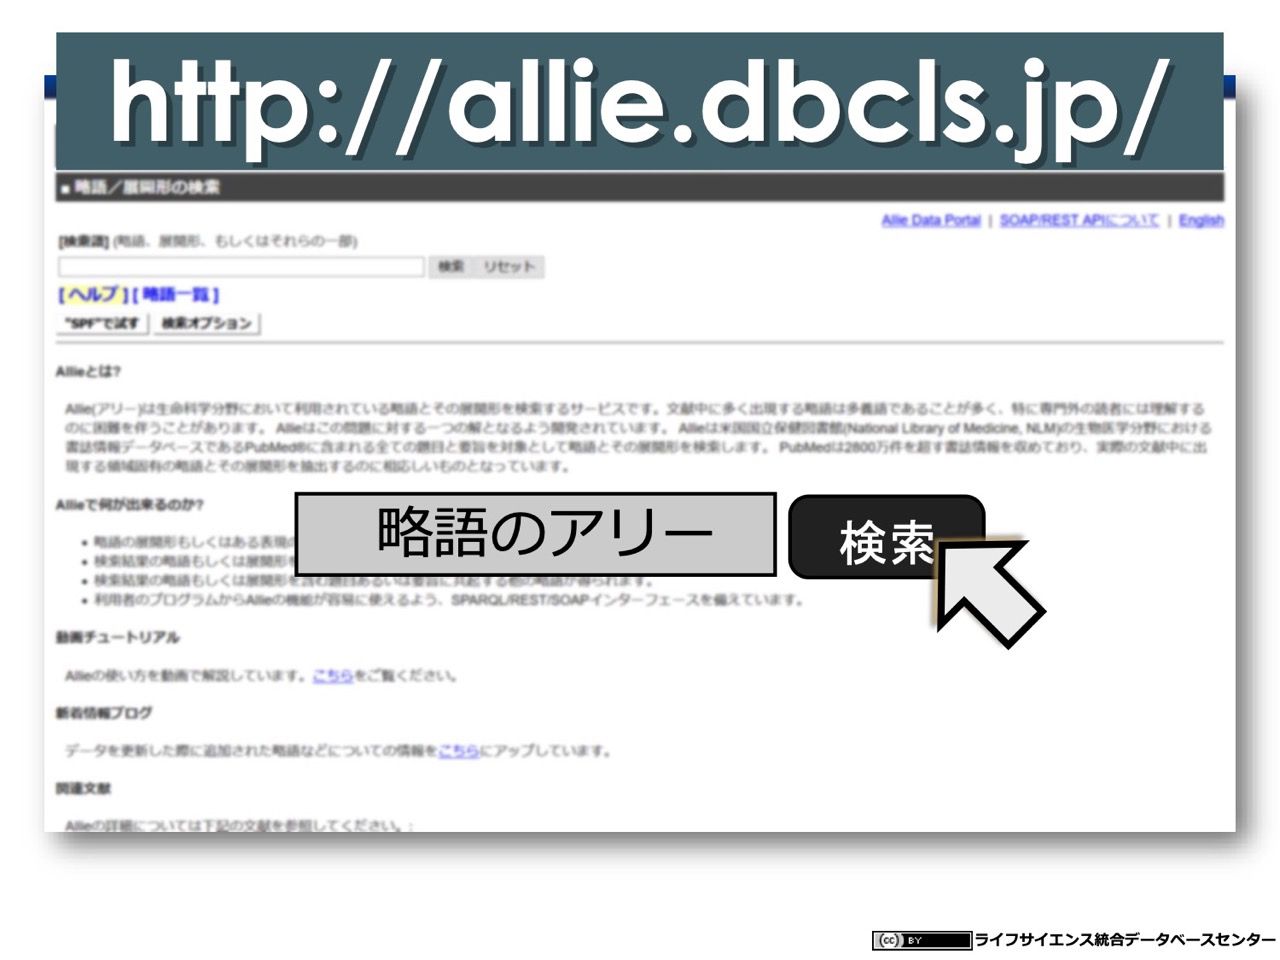 http://allie.dbcls.jp/
■ 略語／展開形の検索
Allie Data Portal | SOAP/REST APIについて | English
[検索語] (略語、展開形、もしくはそれらの一部)
検索 リセット
[ ヘルプ ] [ 略語一覧 ]
"SPF"で試す 検索オプション
Allieとは?
Allie(アリー)は生命科学分野において利用されている略語とその展開形を検索するサービスです。文献中に多く出現する略語は多義語であることが多く、特に専門外の読者には理解する
のに困難を伴うことがあります。 Allieはこの問題に対する一つの解となるよう開発されています。 Allieは米国国立保健図書館(National Library of Medicine, NLM)の生物医学分野における
書誌情報データベースであるPubMed®に含まれる全ての題目と要旨を対象として略語とその展開形を検索します。 PubMedは2800万件を超す書誌情報を収めており、実際の文献中に出
現する領域固有の略語とその展開形を抽出するのに相応しいものとなっています。
Allieで何が出来るのか?
• 略語の展開形もしくはある表現の
• 検索結果の略語もしくは展開形を
• 検索結果の略語もしくは展開形を含む題目あるいは要旨に共起する他の略語が得られます。
• 利用者のプログラムからAllieの機能が容易に使えるよう、SPARQL/REST/SOAPインターフェースを備えています。
略語のアリー 検索
動画チュートリアル
Allieの使い方を動画で解説しています。こちらをご覧ください。
新着情報ブログ
データを更新した際に追加された略語などについての情報をこちらにアップしています。
関連文献
Allieの詳細については下記の文献を参照してください。:
(cc) BY ライフサイエンス統合データベースセンター